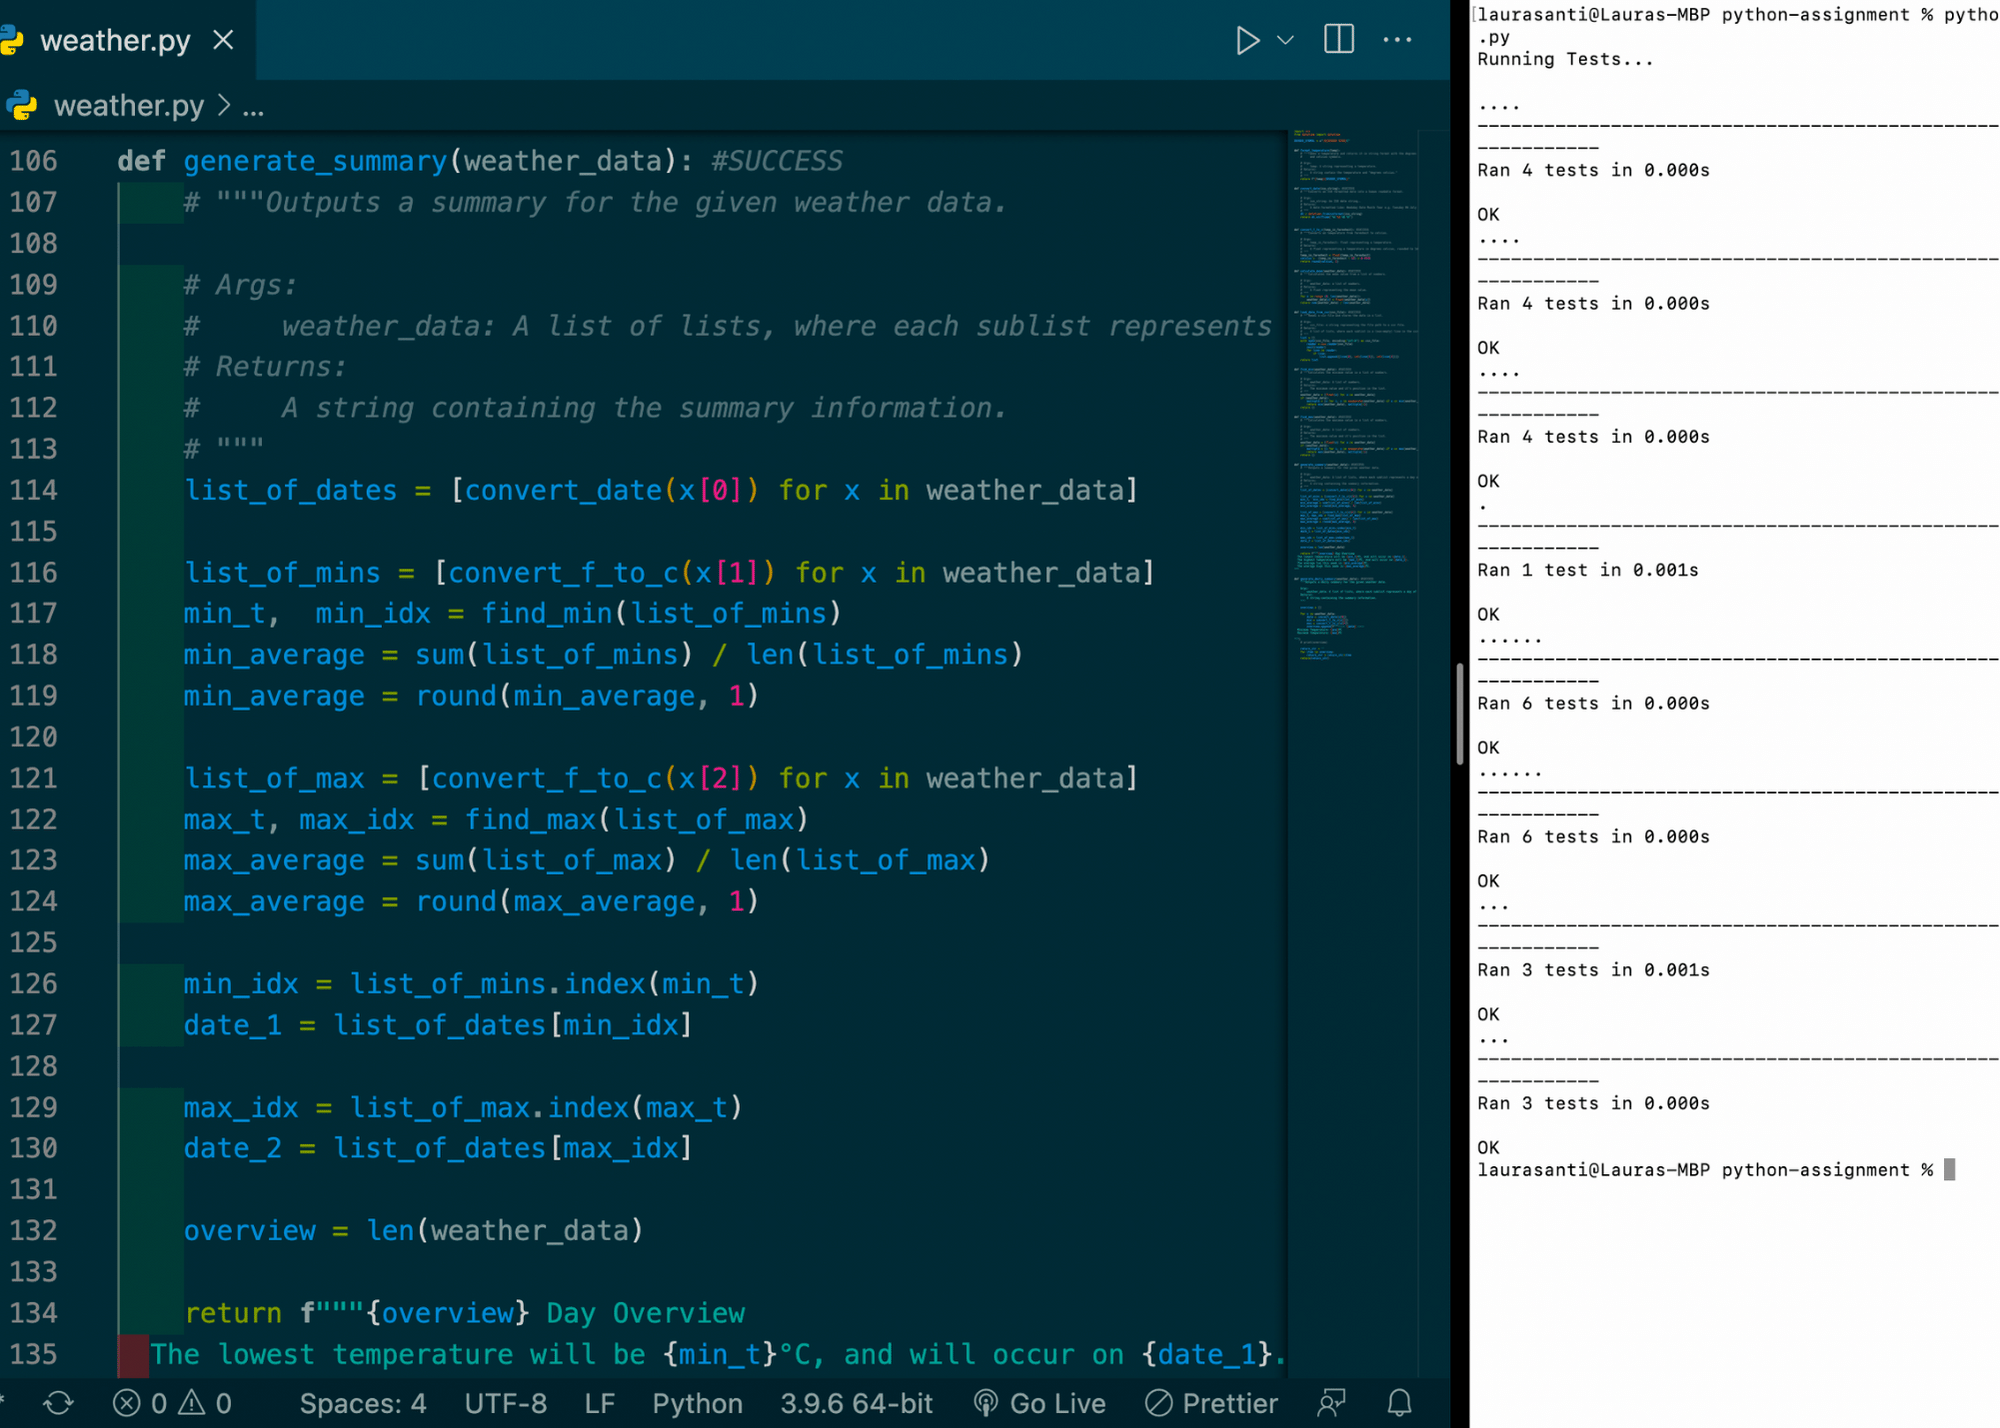 weather.py
weather.py > ...
106 def generate_summary(weather_data): #SUCCESS
107 # """Outputs a summary for the given weather data.
108
109 # Args:
110 #     weather_data: A list of lists, where each sublist represents
111 # Returns:
112 #     A string containing the summary information.
113 # """
114 list_of_dates = [convert_date(x[0]) for x in weather_data]
115
116 list_of_mins = [convert_f_to_c(x[1]) for x in weather_data]
117 min_t,  min_idx = find_min(list_of_mins)
118 min_average = sum(list_of_mins) / len(list_of_mins)
119 min_average = round(min_average, 1)
120
121 list_of_max = [convert_f_to_c(x[2]) for x in weather_data]
122 max_t, max_idx = find_max(list_of_max)
123 max_average = sum(list_of_max) / len(list_of_max)
124 max_average = round(max_average, 1)
125
126 min_idx = list_of_mins.index(min_t)
127 date_1 = list_of_dates[min_idx]
128
129 max_idx = list_of_max.index(max_t)
130 date_2 = list_of_dates[max_idx]
131
132 overview = len(weather_data)
133
134 return f"""{overview} Day Overview
135 The lowest temperature will be {min_t}°C, and will occur on {date_1}.
0 0 Spaces: 4 UTF-8 LF Python 3.9.6 64-bit Go Live Prettier
[laurasanti@Lauras-MBP python-assignment % pytho
.py
Running Tests...
....
-----------------------------------------------
-----------
Ran 4 tests in 0.000s
OK
....
-----------------------------------------------
-----------
Ran 4 tests in 0.000s
OK
....
-----------------------------------------------
-----------
Ran 4 tests in 0.000s
OK
.
-----------------------------------------------
-----------
Ran 1 test in 0.001s
OK
......
-----------------------------------------------
-----------
Ran 6 tests in 0.000s
OK
......
-----------------------------------------------
-----------
Ran 6 tests in 0.000s
OK
...
-----------------------------------------------
-----------
Ran 3 tests in 0.001s
OK
...
-----------------------------------------------
-----------
Ran 3 tests in 0.000s
OK
laurasanti@Lauras-MBP python-assignment %